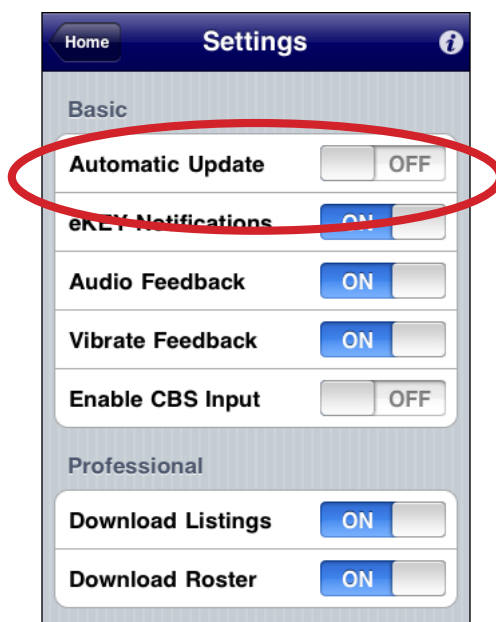 Home Settings i
Basic
Automatic Update OFF
eKEY Notifications ON
Audio Feedback ON
Vibrate Feedback ON
Enable CBS Input OFF
Professional
Download Listings ON
Download Roster ON